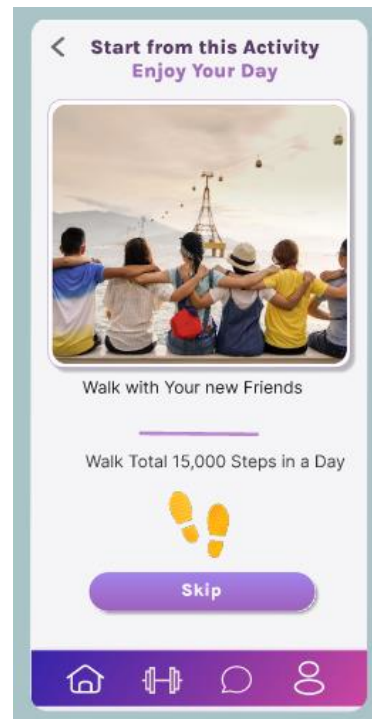 Start from this Activity
Enjoy Your Day
Walk with Your new Friends
Walk Total 15,000 Steps in a Day
Skip